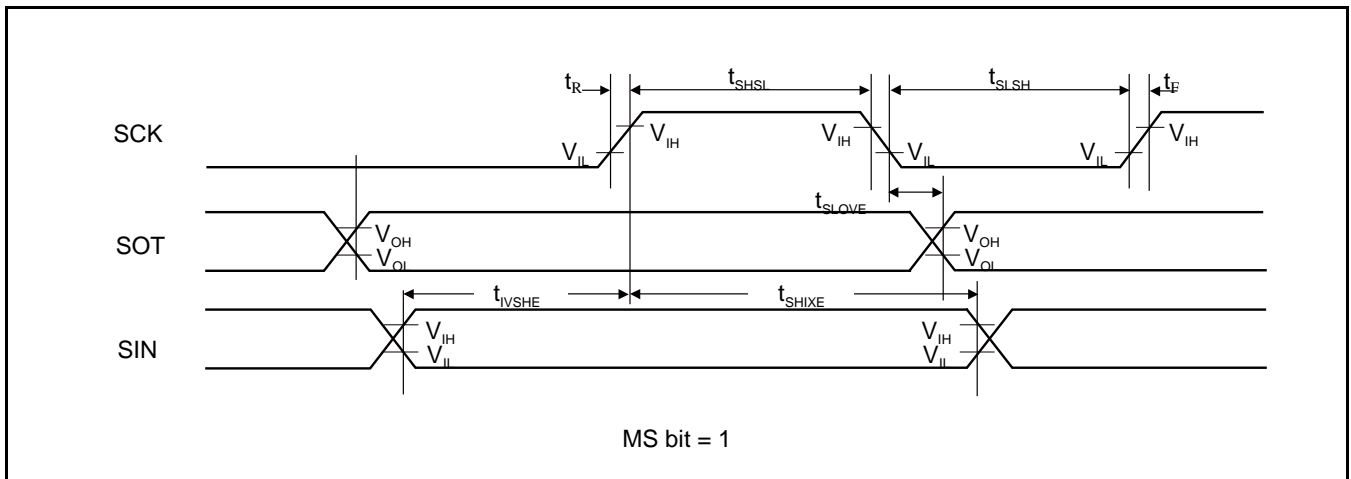 tR tSHSL tSLSH tF
SCK VIH VIH VIH
VIL VIL VIL
tSLOVE
SOT VOH VOH
VOL VOL
tIVSHE tSHIXE
SIN VIH VIH
VIL VIL
MS bit = 1